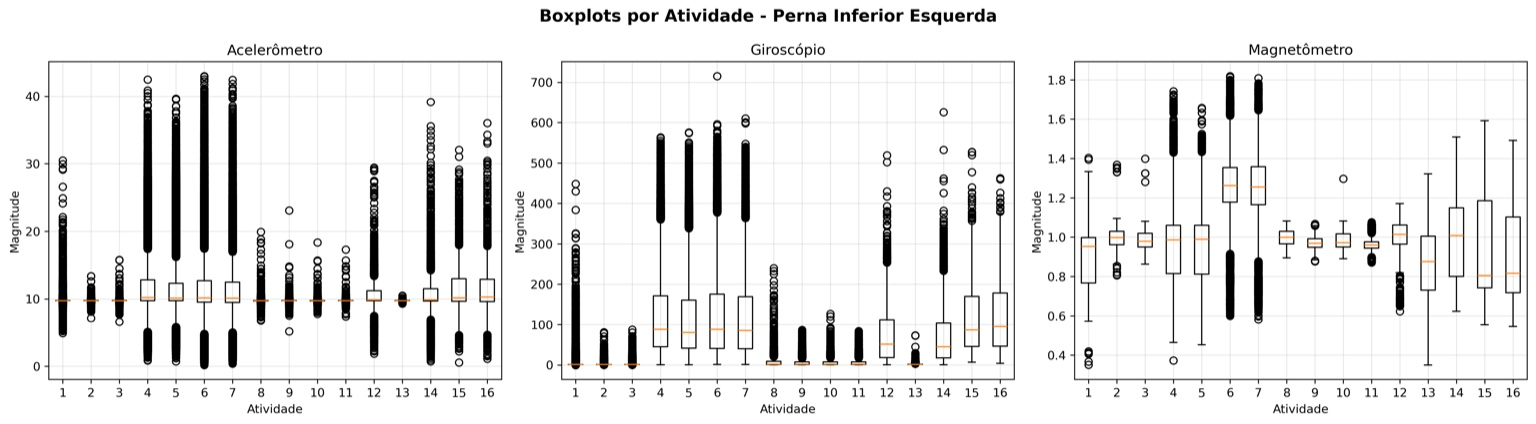 Boxplots por Atividade - Perna Inferior Esquerda
Acelerômetro
Magnitude
40
30
20
10
0
1 2 3 4 5 6 7 8 9 10 11 12 13 14 15 16
Atividade
Giroscópio
Magnitude
700
600
500
400
300
200
100
0
1 2 3 4 5 6 7 8 9 10 11 12 13 14 15 16
Atividade
Magnetômetro
Magnitude
1.8
1.6
1.4
1.2
1.0
0.8
0.6
0.4
1 2 3 4 5 6 7 8 9 10 11 12 13 14 15 16
Atividade